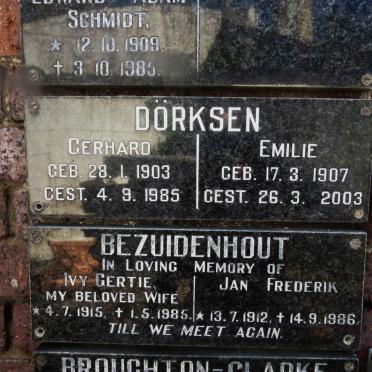 EDWARD ADAM
SCHMIDT,
★ 12.10.1909.
† 3.10.1985.
DÖRKSEN
GERHARD EMILIE
GEB. 28. 1. 1903 GEB. 17. 3. 1907
GEST. 4. 9. 1985 GEST. 26. 3. 2003
BEZUIDENHOUT
IN LOVING MEMORY OF
IVY GERTIE, JAN FREDERIK
MY BELOVED WIFE
★ 4.7.1915. † 1.5.1985. ★ 13.7.1912. † 14.9.1986.
TILL WE MEET AGAIN.
BROUGHTON-CLARKE